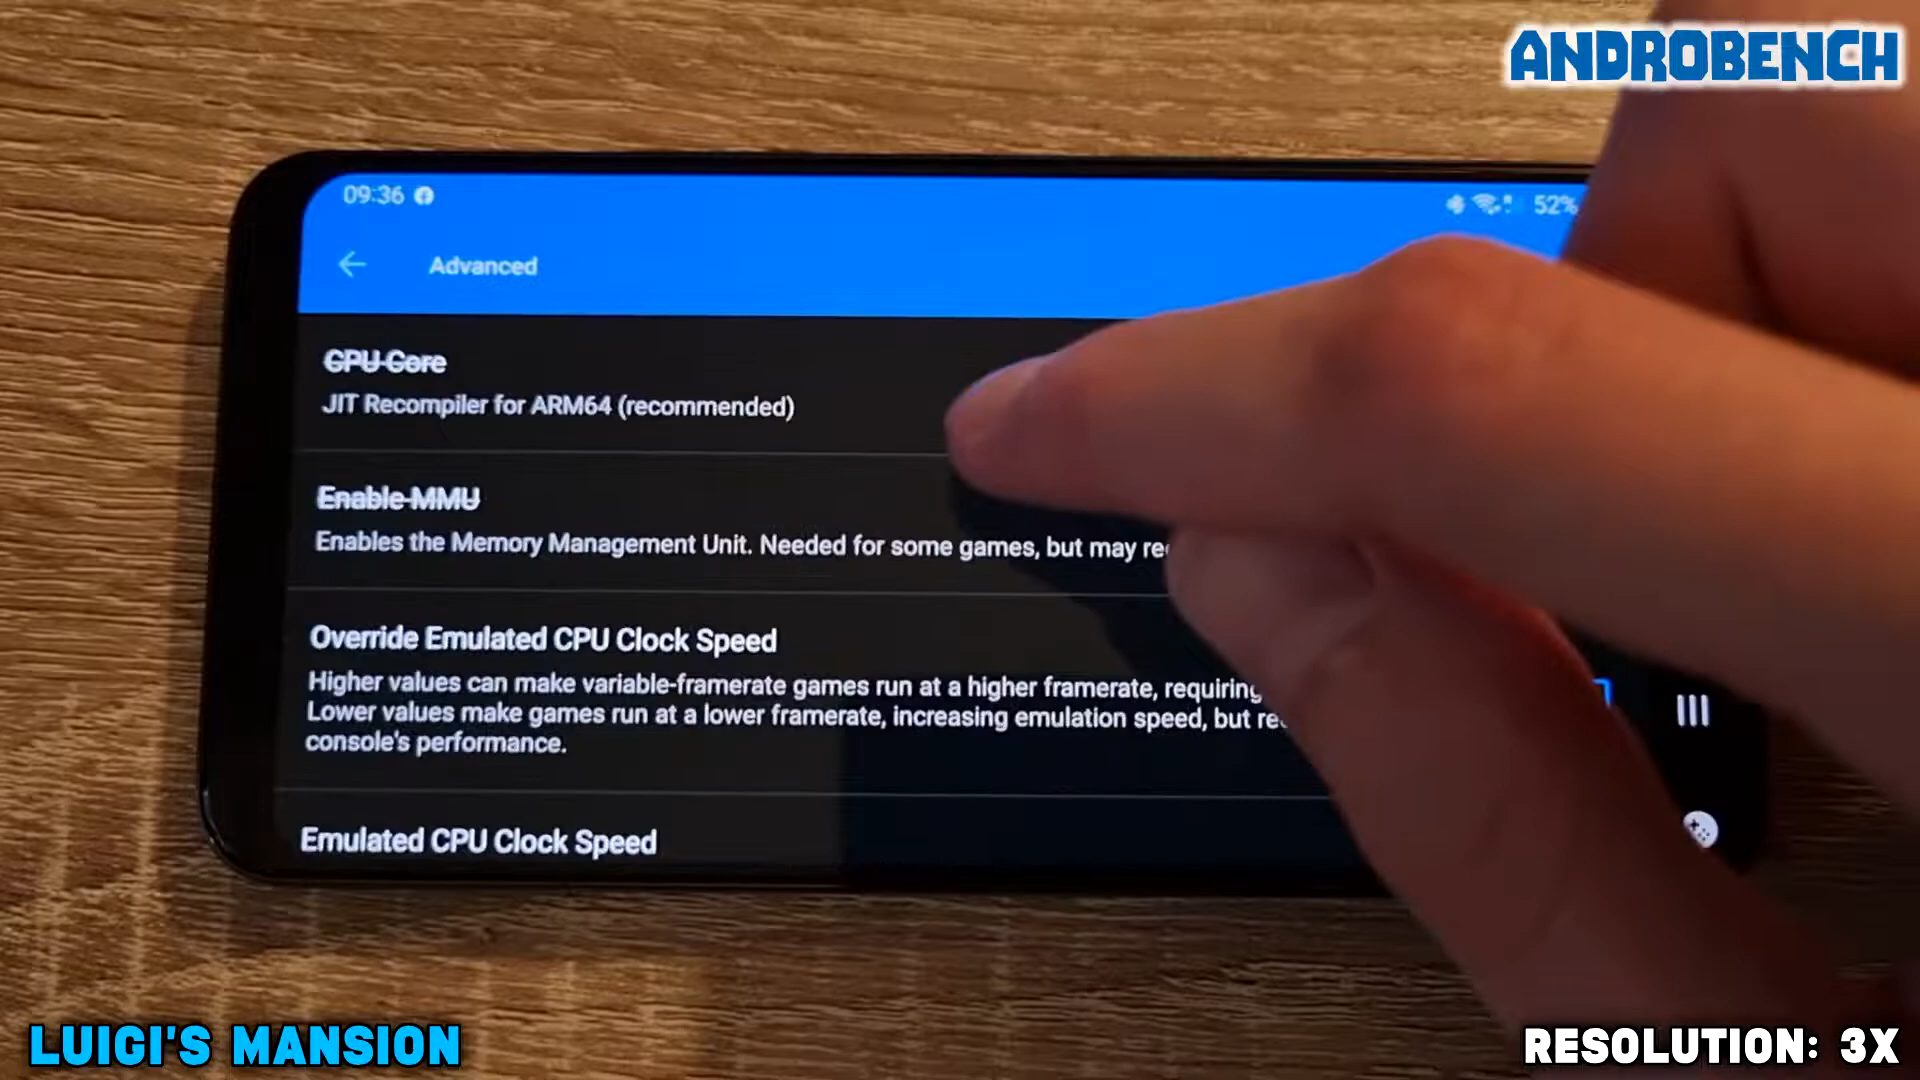 ANDROBENCH
09:36
52%
Advanced
CPU Core
JIT Recompiler for ARM64 (recommended)
Enable MMU
Enables the Memory Management Unit. Needed for some games, but may
Override Emulated CPU Clock Speed
Higher values can make variable-framerate games run at a higher framerate, requiring
Lower values make games run at a lower framerate, increasing emulation speed, but
console's performance.
Emulated CPU Clock Speed
LUIGI'S MANSION
RESOLUTION: 3X